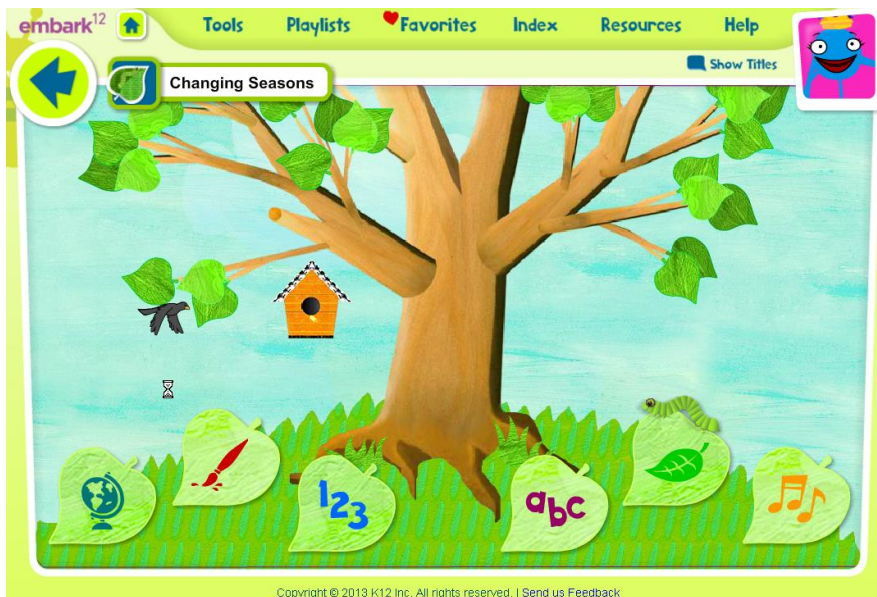 embark12 Tools Playlists Favorites Index Resources Help
Show Titles
Changing Seasons
123
abc
Copyright © 2013 K12 Inc. All rights reserved. | Send us Feedback